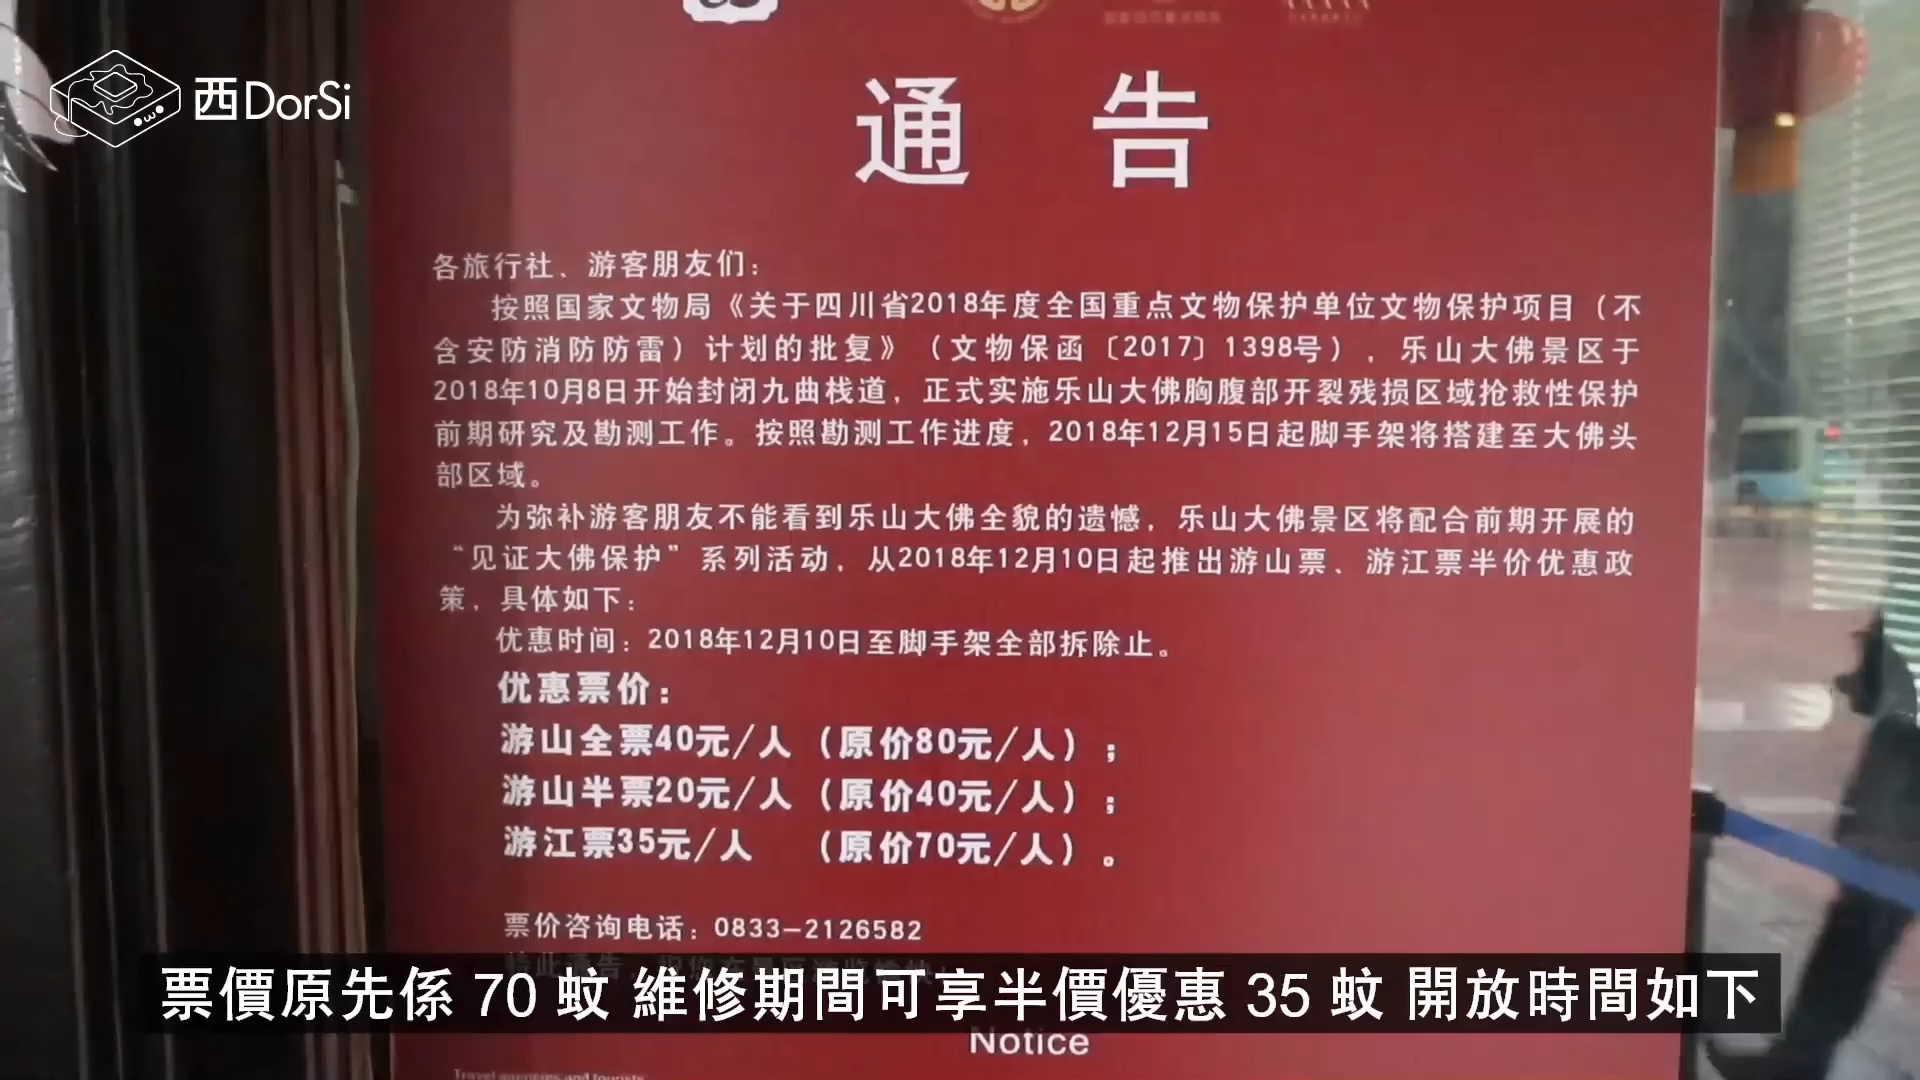 西DorSi
通告
各旅行社、游客朋友们：
按照国家文物局《关于四川省2018年度全国重点文物保护单位文物保护项目（不
含安防消防防雷）计划的批复》（文物保函〔2017〕1398号），乐山大佛景区于
2018年10月8日开始封闭九曲栈道，正式实施乐山大佛胸腹部开裂残损区域抢救性保护
前期研究及勘测工作。按照勘测工作进度，2018年12月15日起脚手架将搭建至大佛头
部区域。
为弥补游客朋友不能看到乐山大佛全貌的遗憾，乐山大佛景区将配合前期开展的
“见证大佛保护”系列活动，从2018年12月10日起推出游山票、游江票半价优惠政
策，具体如下：
优惠时间：2018年12月10日至脚手架全部拆除止。
优惠票价：
游山全票40元/人（原价80元/人）；
游山半票20元/人（原价40元/人）；
游江票35元/人（原价70元/人）。
票价咨询电话：0833—2126582
票價原先係 70 蚊 維修期間可享半價優惠 35 蚊 開放時間如下
Notice
Travel agencies and tourists